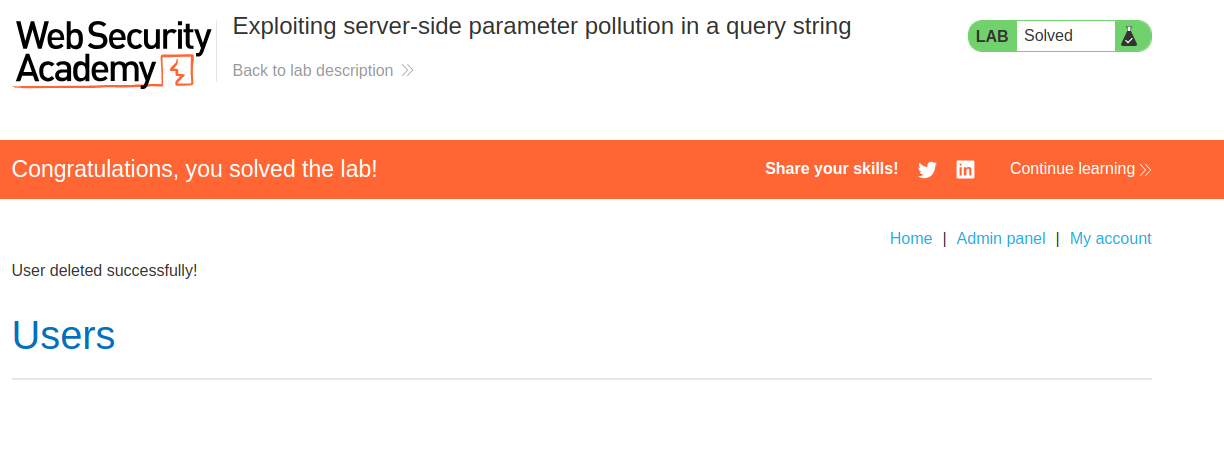 Web Security
Academy
Exploiting server-side parameter pollution in a query string
Back to lab description
LAB Solved
Congratulations, you solved the lab!
Share your skills!
Continue learning
Home | Admin panel | My account
User deleted successfully!
Users